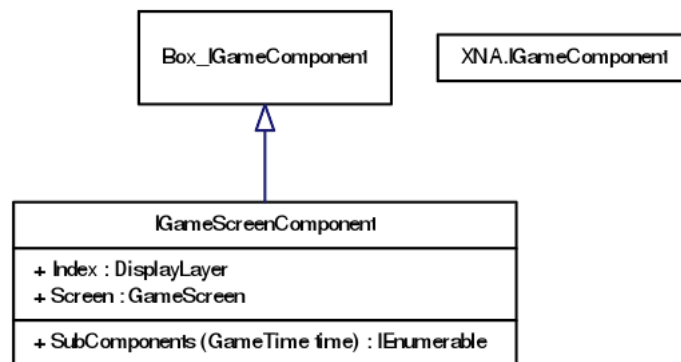 Box_IGameComponent
XNA.IGameComponent
IGameScreenComponent
+ Index : DisplayLayer
+ Screen : GameScreen
+ SubComponents (GameTime time) : IEnumerable